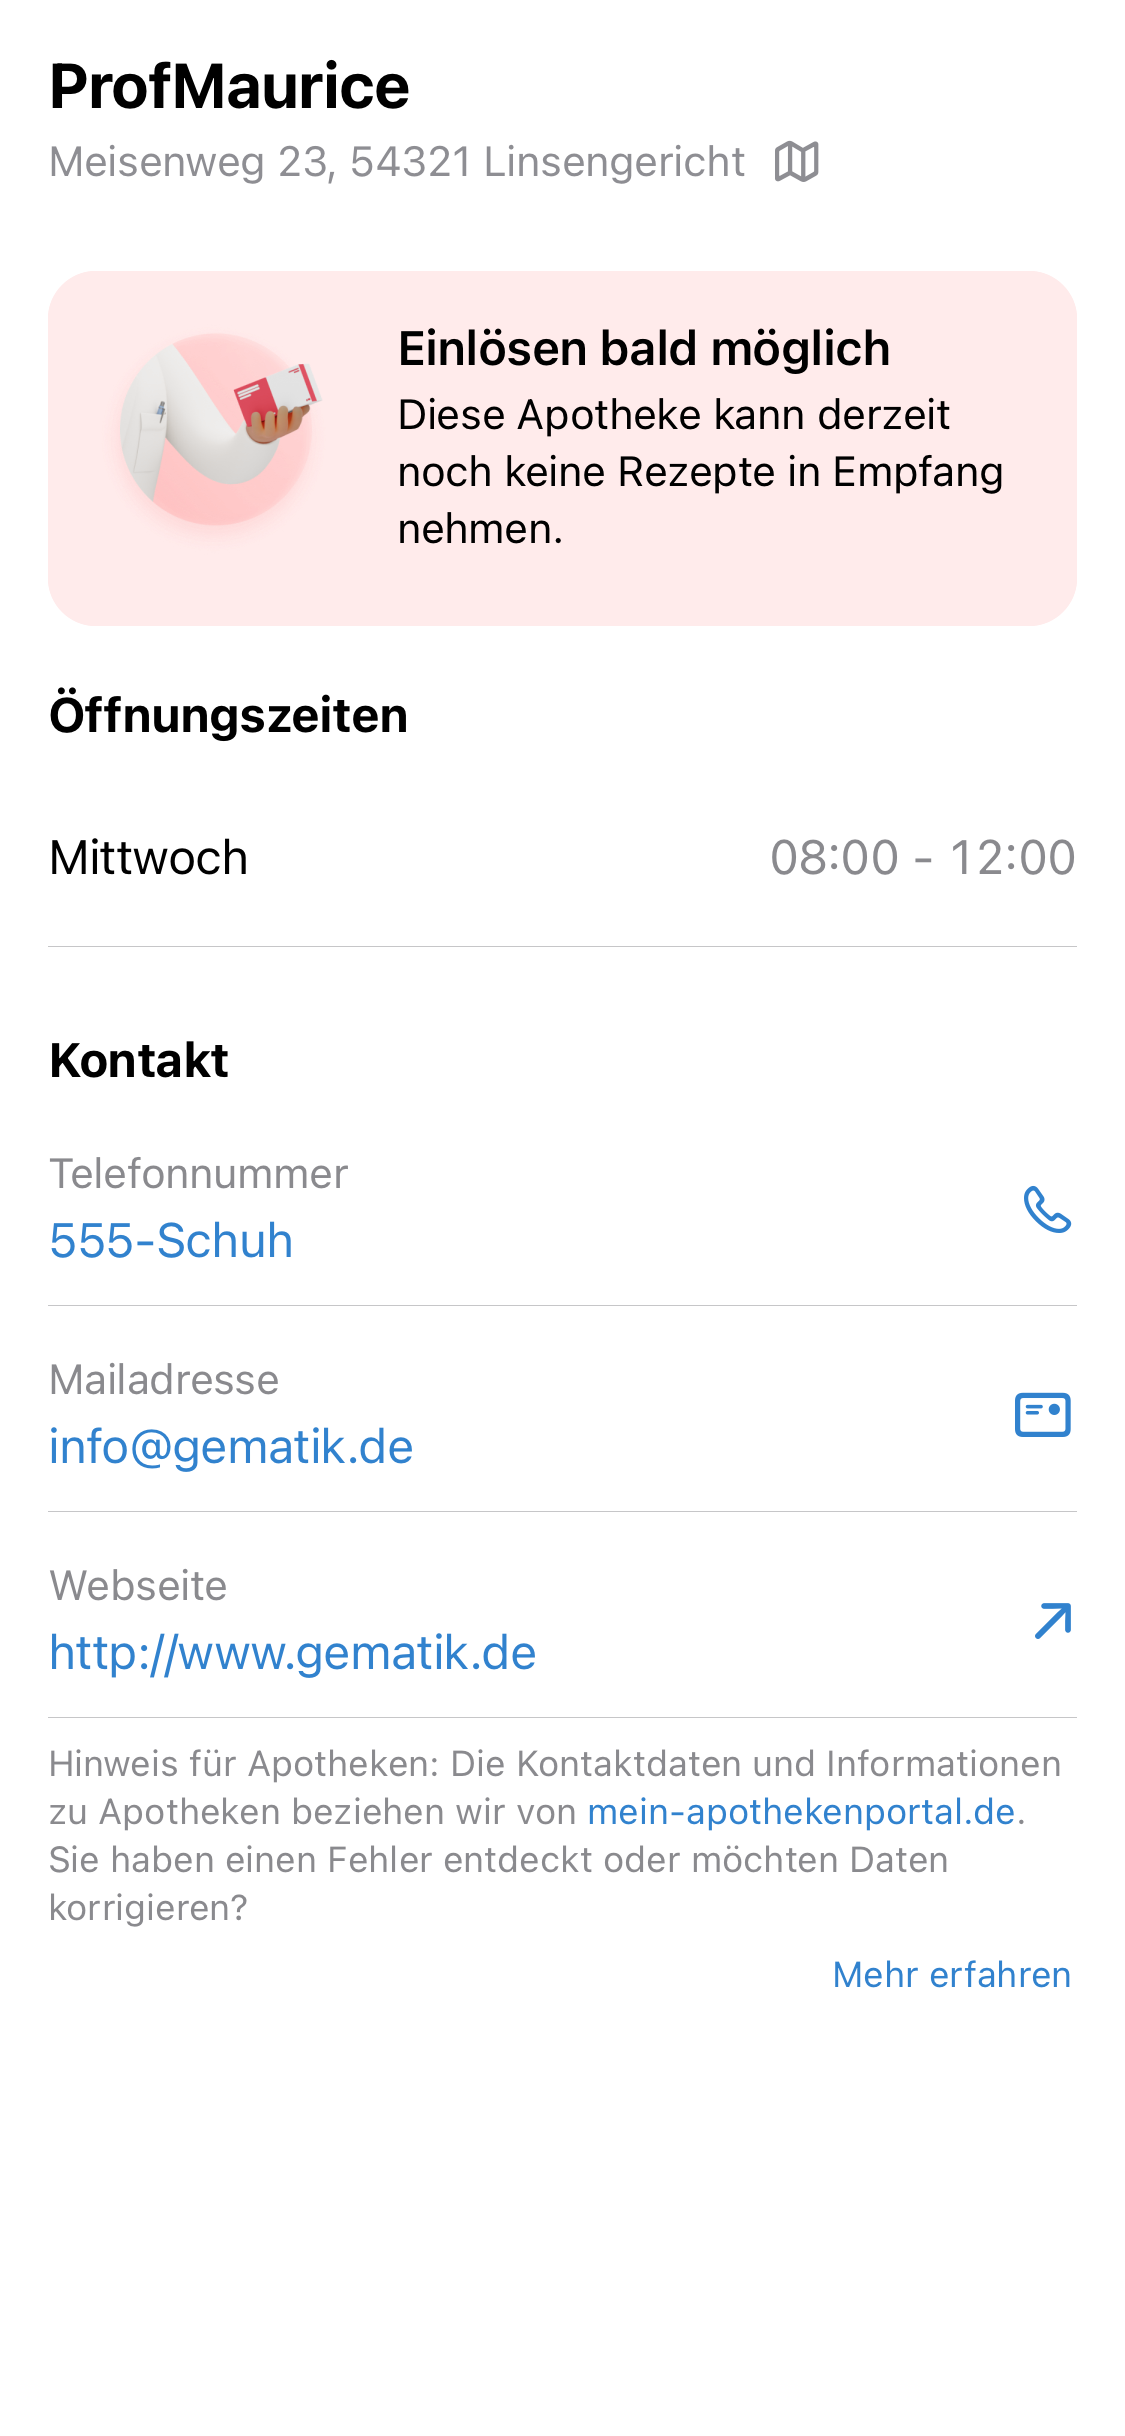 ProfMaurice
Meisenweg 23, 54321 Linsengericht
Einlösen bald möglich
Diese Apotheke kann derzeit
noch keine Rezepte in Empfang
nehmen.
Öffnungszeiten
Mittwoch 08:00 - 12:00
Kontakt
Telefonnummer
555-Schuh
Mailadresse
info@gematik.de
Webseite
http://www.gematik.de
Hinweis für Apotheken: Die Kontaktdaten und Informationen
zu Apotheken beziehen wir von mein-apothekenportal.de.
Sie haben einen Fehler entdeckt oder möchten Daten
korrigieren?
Mehr erfahren